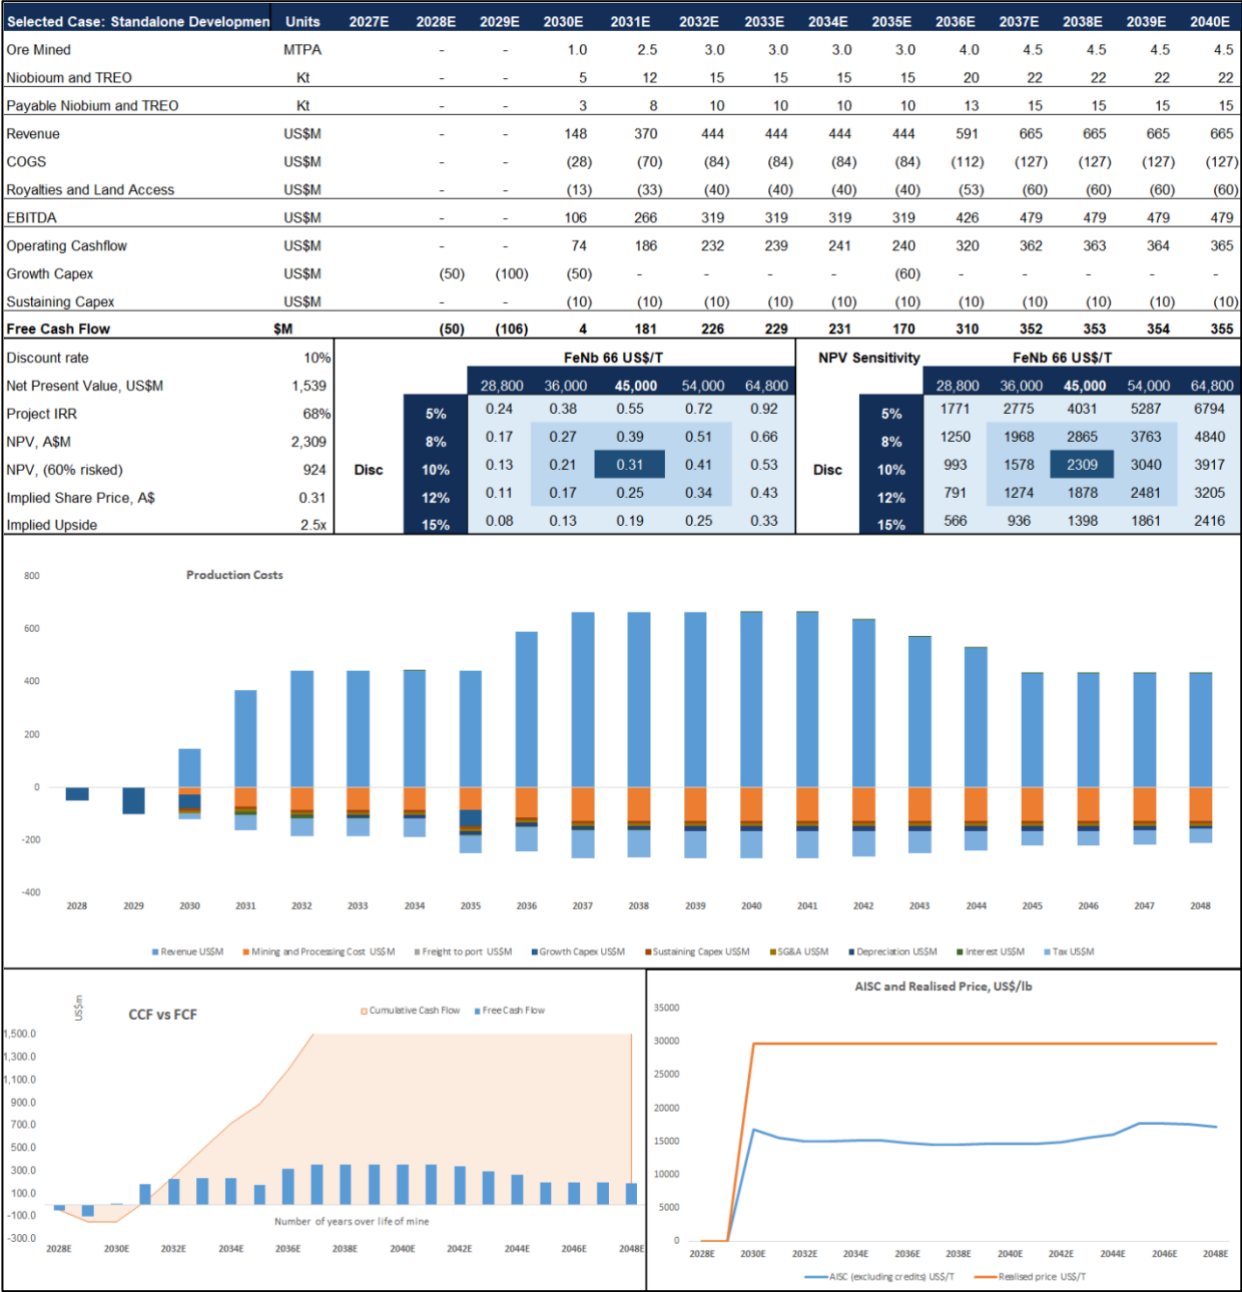 Selected Case: Standalone Developmen Units 2027E 2028E 2029E 2030E 2031E 2032E 2033E 2034E 2035E 2036E 2037E 2038E 2039E 2040E
Ore Mined MTPA - - 1.0 2.5 3.0 3.0 3.0 3.0 4.0 4.5 4.5 4.5 4.5
Niobioum and TREO Kt - - 5 12 15 15 15 15 20 22 22 22 22
Payable Niobium and TREO Kt - - 3 8 10 10 10 10 13 15 15 15 15
Revenue US$M - - 148 370 444 444 444 444 591 665 665 665 665
COGS US$M - - (28) (70) (84) (84) (84) (84) (112) (127) (127) (127) (127)
Royalties and Land Access US$M - - (13) (33) (40) (40) (40) (40) (53) (60) (60) (60) (60)
EBITDA US$M - - 106 266 319 319 319 319 426 479 479 479 479
Operating Cashflow US$M - - 74 186 232 239 241 240 320 362 363 364 365
Growth Capex US$M (50) (100) (50) - - - - (60) - - - - -
Sustaining Capex US$M - - (10) (10) (10) (10) (10) (10) (10) (10) (10) (10) (10)
Free Cash Flow $M (50) (106) 4 181 226 229 231 170 310 352 353 354 355
Discount rate 10% FeNb 66 US$/T NPV Sensitivity FeNb 66 US$/T
Net Present Value, US$M 1,539 28,800 36,000 45,000 54,000 64,800 28,800 36,000 45,000 54,000 64,800
Project IRR 68% 5% 0.24 0.38 0.55 0.72 0.92 5% 1771 2775 4031 5287 6794
NPV, A$M 2,309 8% 0.17 0.27 0.39 0.51 0.66 8% 1250 1968 2865 3763 4840
NPV, (60% risked) 924 Disc 10% 0.13 0.21 0.31 0.41 0.53 Disc 10% 993 1578 2309 3040 3917
Implied Share Price, A$ 0.31 12% 0.11 0.17 0.25 0.34 0.43 12% 791 1274 1878 2481 3205
Implied Upside 2.5x 15% 0.08 0.13 0.19 0.25 0.33 15% 566 936 1398 1861 2416
Production Costs
800
600
400
200
0
-200
-400
2028 2029 2030 2031 2032 2033 2034 2035 2036 2037 2038 2039 2040 2041 2042 2043 2044 2045 2046 2047 2048
Revenue US$M Mining and Processing Cost US$M Freight to port US$M Growth Capex US$M Sustaining Capex US$M SG&A US$M Depreciation US$M Interest US$M Tax US$M
US$m
CCF vs FCF
Cumulative Cash Flow Free Cash Flow
1,500.0
1,300.0
1,100.0
900.0
700.0
500.0
300.0
100.0
-100.0
-300.0
Number of years over life of mine
2028E 2030E 2032E 2034E 2036E 2038E 2040E 2042E 2044E 2046E 2048E
AISC and Realised Price, US$/lb
35000
30000
25000
20000
15000
10000
5000
0
2028E 2030E 2032E 2034E 2036E 2038E 2040E 2042E 2044E 2046E 2048E
AISC (excluding credits) US$/T Realised price US$/T